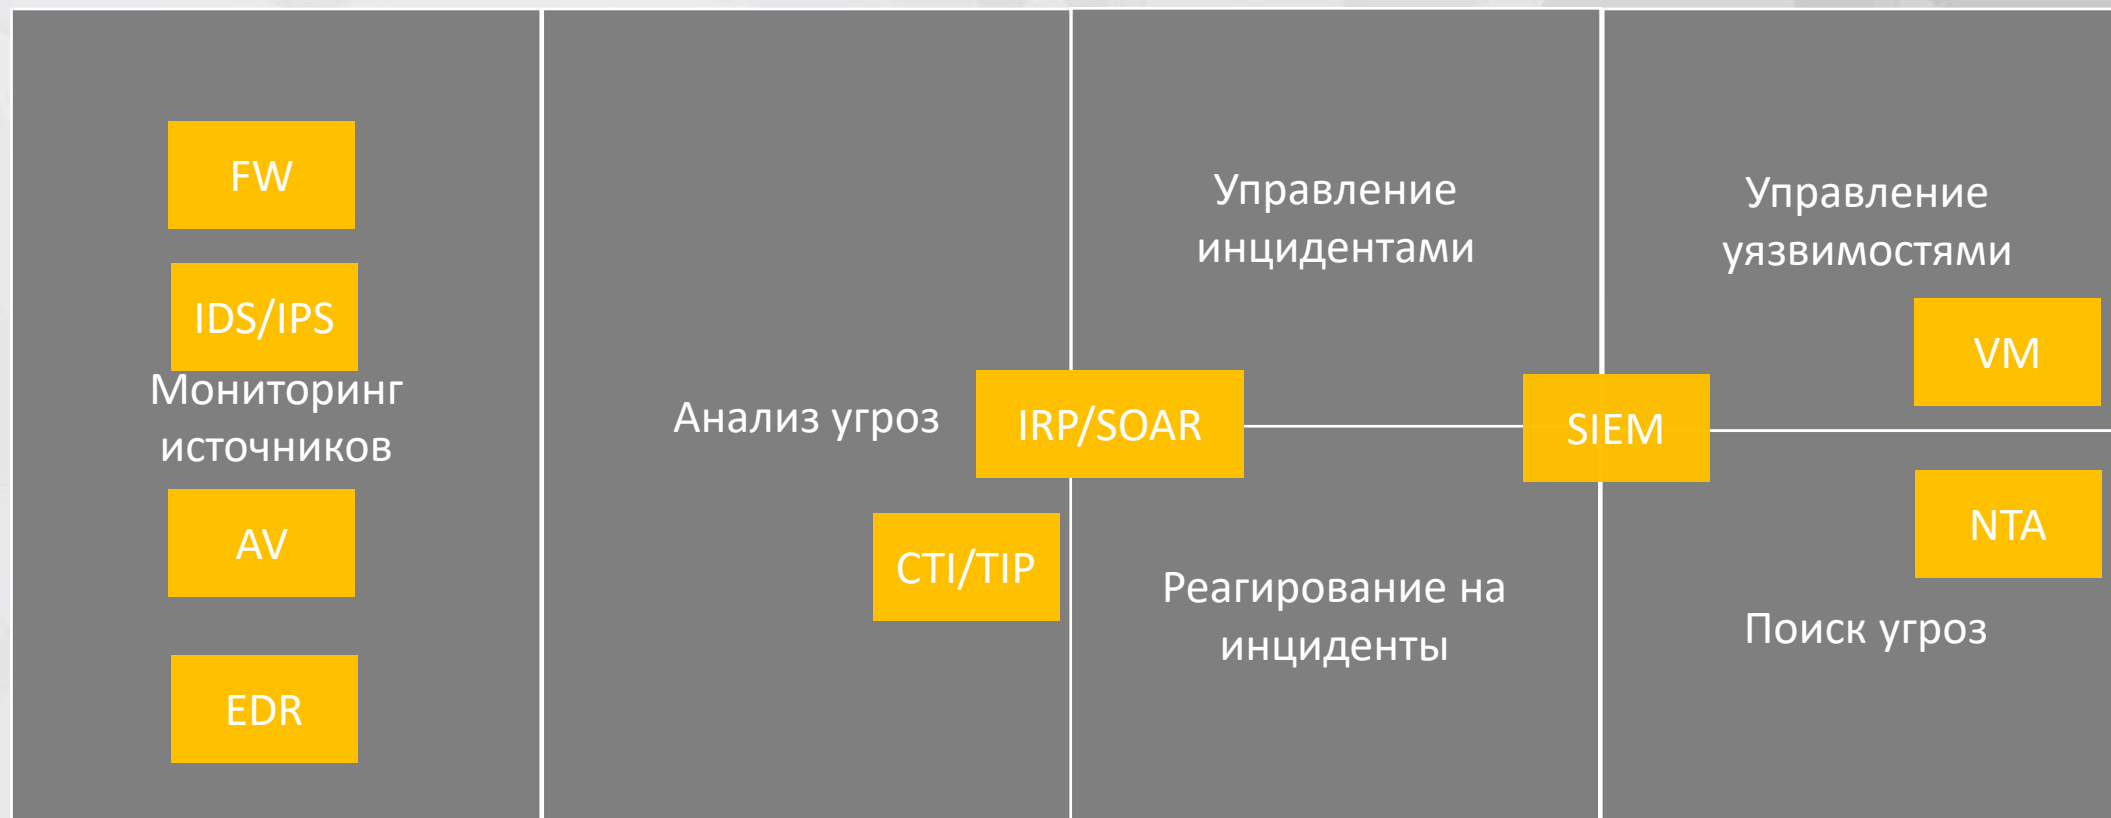 FW
IDS/IPS
Мониторинг
источников
AV
EDR
Анализ угроз
IRP/SOAR
CTI/TIP
Управление
инцидентами
Реагирование на
инциденты
SIEM
Управление
уязвимостями
VM
NTA
Поиск угроз